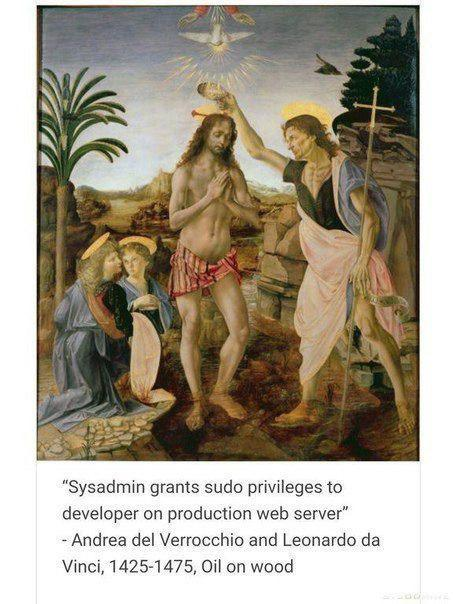 “Sysadmin grants sudo privileges to
developer on production web server”
- Andrea del Verrocchio and Leonardo da
Vinci, 1425-1475, Oil on wood